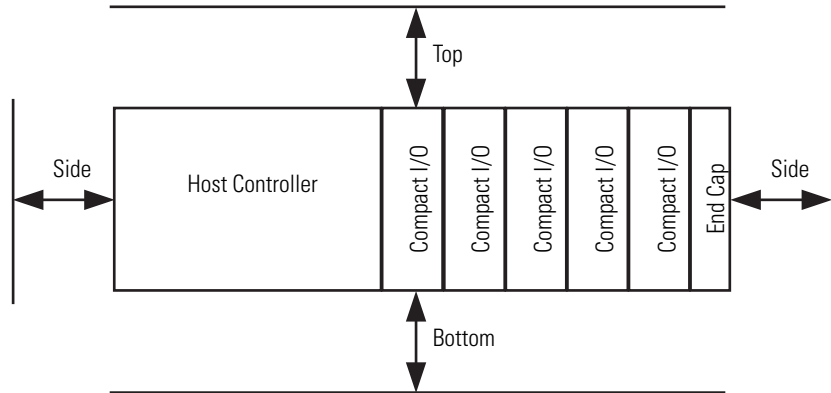 Top
Side
Host Controller
Compact I/O
Compact I/O
Compact I/O
Compact I/O
Compact I/O
End Cap
Side
Bottom